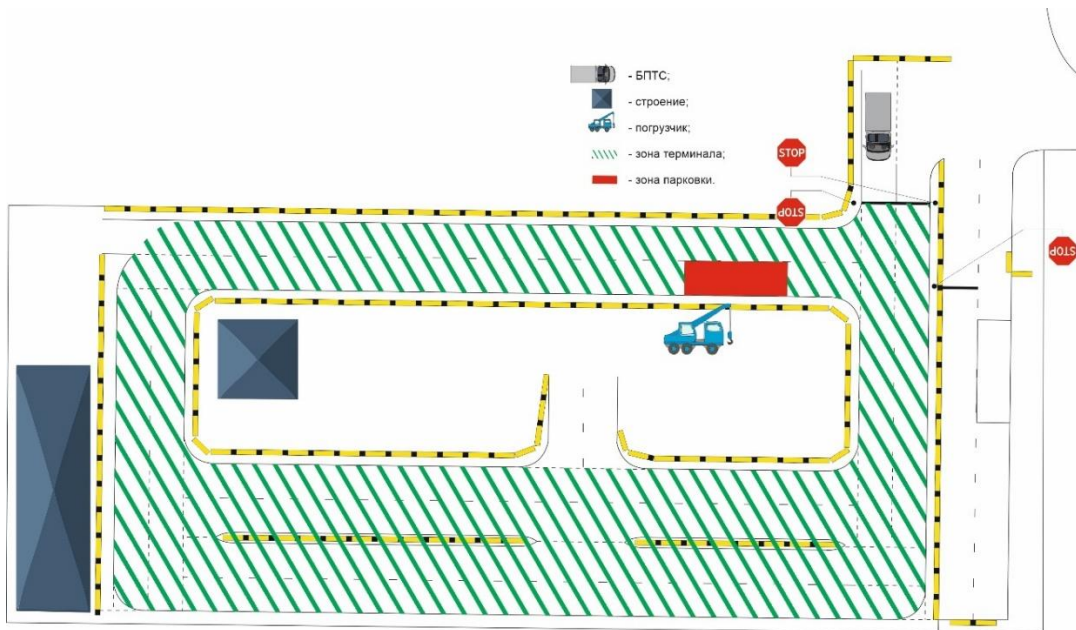 - БПТС;
- строение;
- погрузчик;
- зона терминала;
- зона парковки.
STOP
STOP
STOP